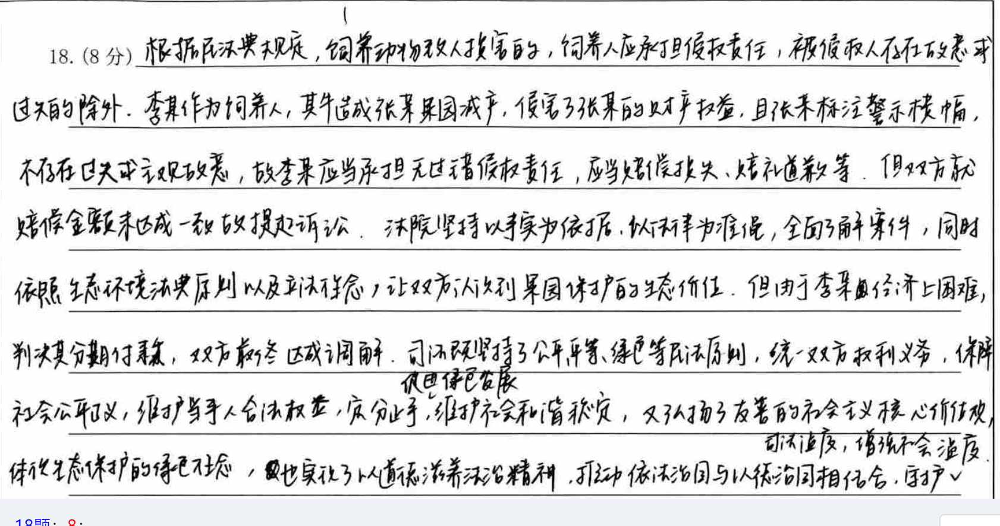 18. (8 分) 根据民法典规定，饲养动物致人损害的，饲养人应承担侵权责任，被侵权人存在故意或
过失的除外．李某作为饲养人，其牛造成张某果园减产，侵害了张某的财产权益，且张某标注警示横幅，
不存在过失或主观故意，故李某应当承担无过错侵权责任，应当赔偿损失、赔礼道歉等．但双方就
赔偿金额未达成一致故提起诉讼．法院坚持以事实为依据，以法律为准绳，全面了解案件，同时
依照生态环境法典原则以及立法理念，让双方认识到果园保护的生态价值．但由于李某经济上困难，
判决其分期付款，双方最终达成调解．司法既坚持了公平平等、绿色等民法原则，统一双方权利义务，保障
促进绿色发展
社会公平正义，维护当事人合法权益，定分止争，维护社会和谐稳定，又弘扬了友善的社会主义核心价值观，
司法温度，增强社会温度．
体现生态保护的绿色理念，也实现了以道德滋养法治精神，推动依法治国与以德治国相结合，守护
18题：8：